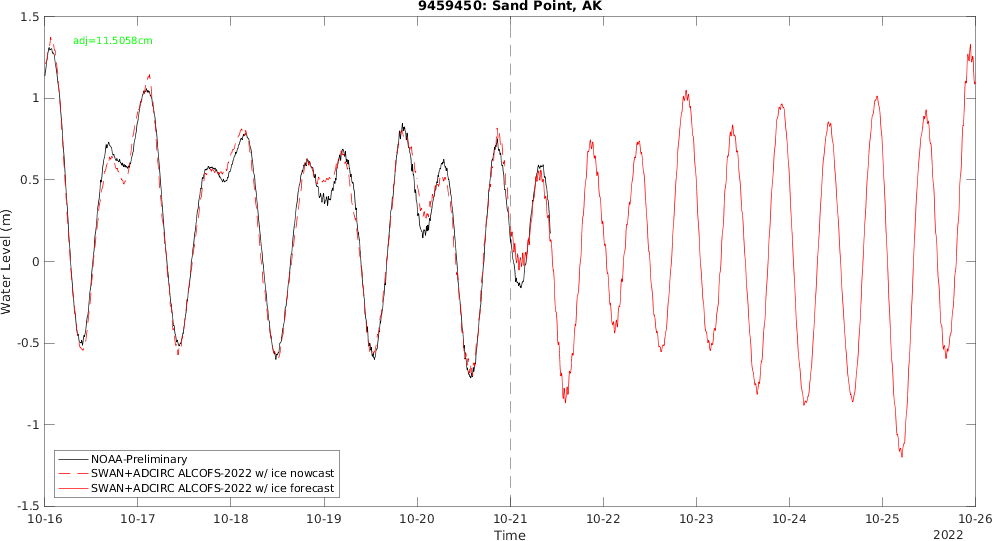 9459450: Sand Point, AK
adj=11.5058cm
Water Level (m)
1.5
1
0.5
0
-0.5
-1
-1.5
NOAA-Preliminary
SWAN+ADCIRC ALCOFS-2022 w/ ice nowcast
SWAN+ADCIRC ALCOFS-2022 w/ ice forecast
10-16 10-17 10-18 10-19 10-20 10-21 10-22 10-23 10-24 10-25 10-26
Time
2022